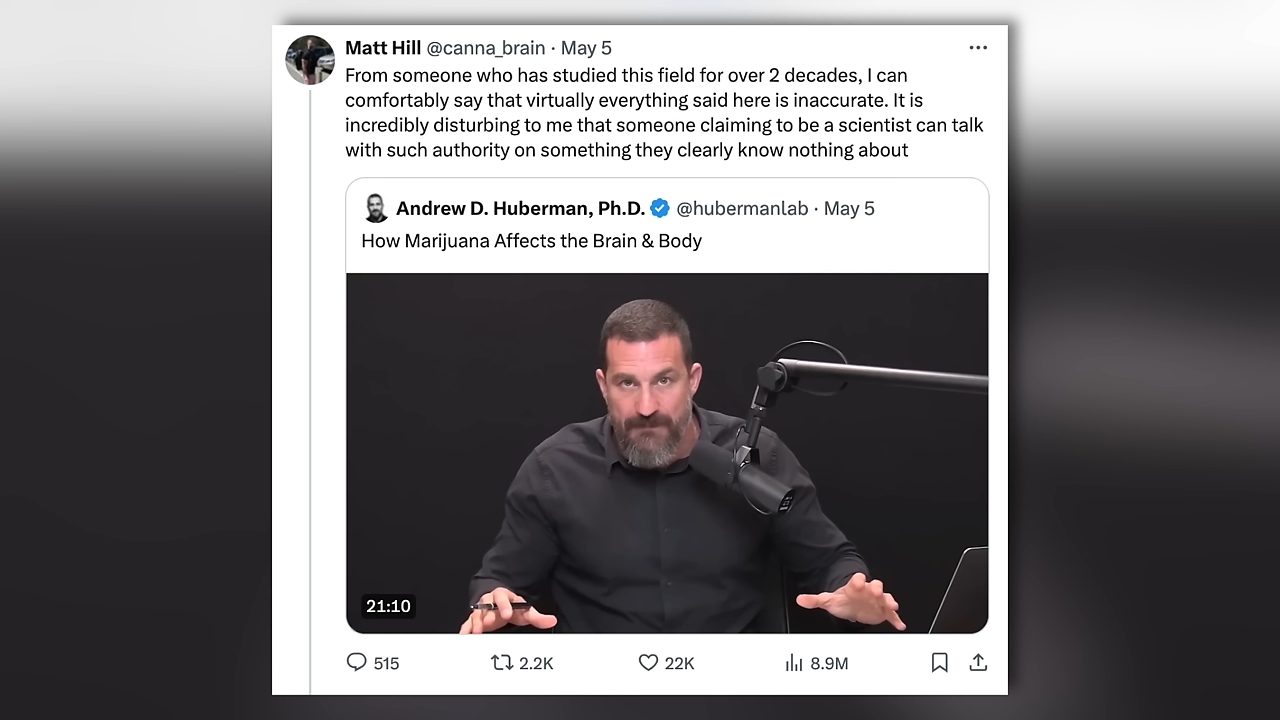 Matt Hill @canna_brain · May 5
From someone who has studied this field for over 2 decades, I can
comfortably say that virtually everything said here is inaccurate. It is
incredibly disturbing to me that someone claiming to be a scientist can talk
with such authority on something they clearly know nothing about
Andrew D. Huberman, Ph.D. @hubermanlab · May 5
How Marijuana Affects the Brain & Body
21:10
515 2.2K 22K 8.9M